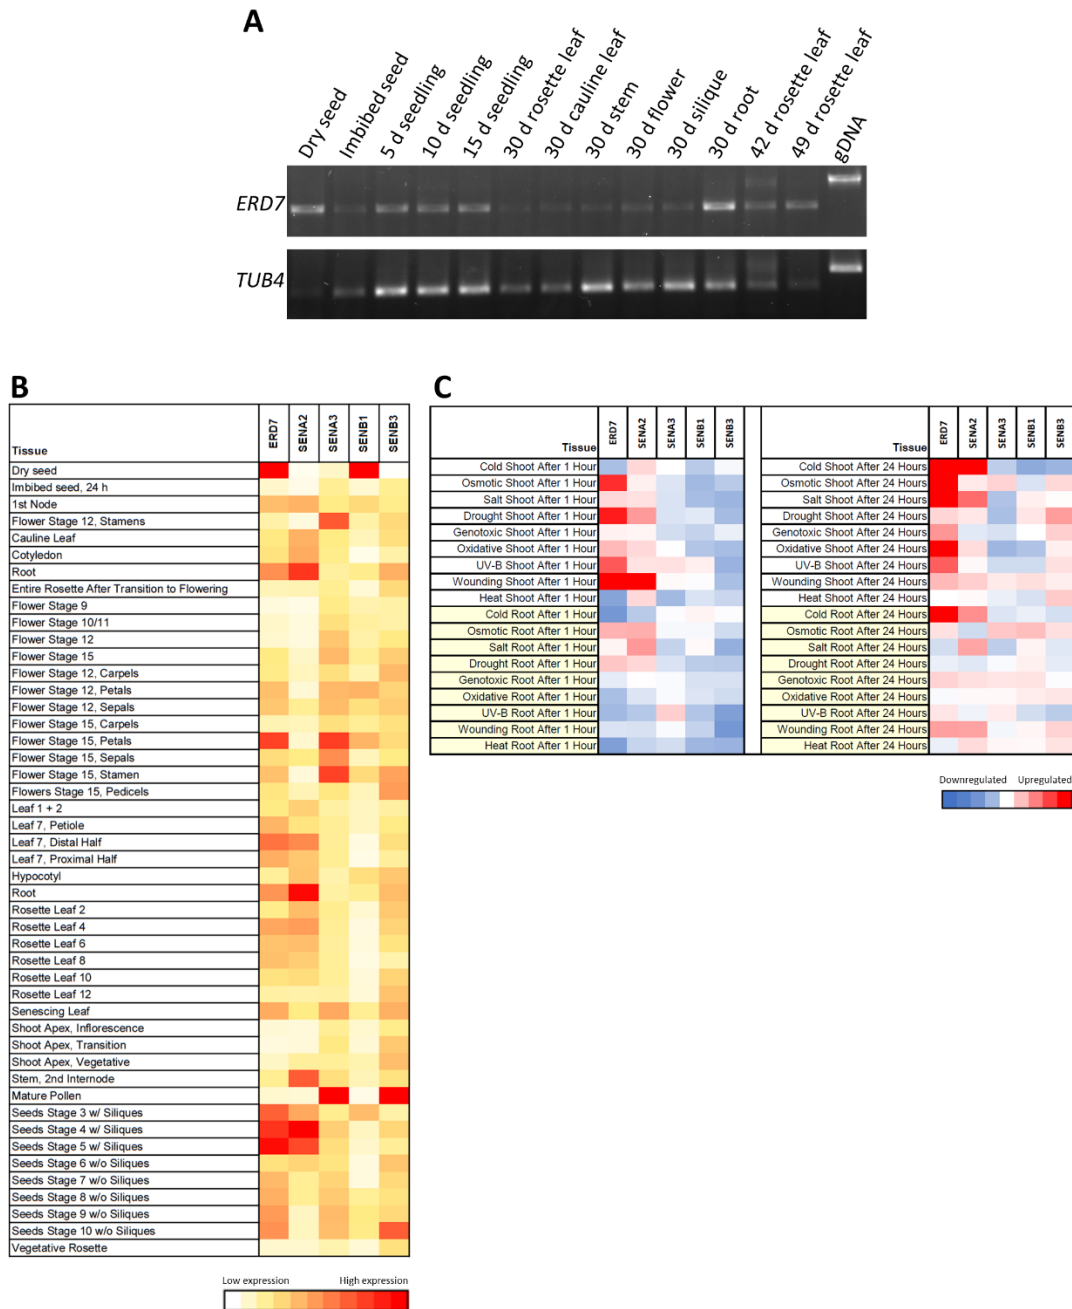 A
Dry seed
Imbibed seed
5 d seedling
10 d seedling
15 d seedling
30 d rosette leaf
30 d cauline leaf
30 d stem
30 d flower
30 d silique
30 d root
42 d rosette leaf
49 d rosette leaf
gDNA
ERD7
TUB4
B
Tissue ERD7 SENA2 SENA3 SENB1 SENB3
Dry seed
Imbibed seed, 24 h
1st Node
Flower Stage 12, Stamens
Cauline Leaf
Cotyledon
Root
Entire Rosette After Transition to Flowering
Flower Stage 9
Flower Stage 10/11
Flower Stage 12
Flower Stage 15
Flower Stage 12, Carpels
Flower Stage 12, Petals
Flower Stage 12, Sepals
Flower Stage 15, Carpels
Flower Stage 15, Petals
Flower Stage 15, Sepals
Flower Stage 15, Stamen
Flowers Stage 15, Pedicels
Leaf 1 + 2
Leaf 7, Petiole
Leaf 7, Distal Half
Leaf 7, Proximal Half
Hypocotyl
Root
Rosette Leaf 2
Rosette Leaf 4
Rosette Leaf 6
Rosette Leaf 8
Rosette Leaf 10
Rosette Leaf 12
Senescing Leaf
Shoot Apex, Inflorescence
Shoot Apex, Transition
Shoot Apex, Vegetative
Stem, 2nd Internode
Mature Pollen
Seeds Stage 3 w/ Siliques
Seeds Stage 4 w/ Siliques
Seeds Stage 5 w/ Siliques
Seeds Stage 6 w/o Siliques
Seeds Stage 7 w/o Siliques
Seeds Stage 8 w/o Siliques
Seeds Stage 9 w/o Siliques
Seeds Stage 10 w/o Siliques
Vegetative Rosette
Low expression High expression
C
Tissue ERD7 SENA2 SENA3 SENB1 SENB3
Cold Shoot After 1 Hour
Osmotic Shoot After 1 Hour
Salt Shoot After 1 Hour
Drought Shoot After 1 Hour
Genotoxic Shoot After 1 Hour
Oxidative Shoot After 1 Hour
UV-B Shoot After 1 Hour
Wounding Shoot After 1 Hour
Heat Shoot After 1 Hour
Cold Root After 1 Hour
Osmotic Root After 1 Hour
Salt Root After 1 Hour
Drought Root After 1 Hour
Genotoxic Root After 1 Hour
Oxidative Root After 1 Hour
UV-B Root After 1 Hour
Wounding Root After 1 Hour
Heat Root After 1 Hour
Tissue ERD7 SENA2 SENA3 SENB1 SENB3
Cold Shoot After 24 Hours
Osmotic Shoot After 24 Hours
Salt Shoot After 24 Hours
Drought Shoot After 24 Hours
Genotoxic Shoot After 24 Hours
Oxidative Shoot After 24 Hours
UV-B Shoot After 24 Hours
Wounding Shoot After 24 Hours
Heat Shoot After 24 Hours
Cold Root After 24 Hours
Osmotic Root After 24 Hours
Salt Root After 24 Hours
Drought Root After 24 Hours
Genotoxic Root After 24 Hours
Oxidative Root After 24 Hours
UV-B Root After 24 Hours
Wounding Root After 24 Hours
Heat Root After 24 Hours
Downregulated Upregulated